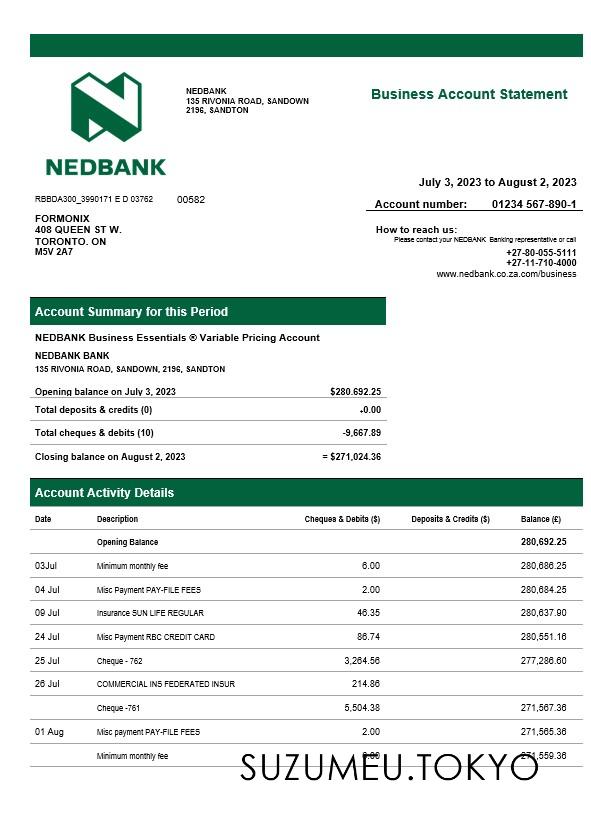 NEDBANK
135 RIVONIA ROAD, SANDOWN
2196, SANDTON
Business Account Statement
NEDBANK
July 3, 2023 to August 2, 2023
RBBDA300_3990171 E D 03762 00582
Account number: 01234 567-890-1
FORMONIX
408 QUEEN ST W.
TORONTO. ON
M5V 2A7
How to reach us:
Please contact your NEDBANK Banking representative or call
+27-80-055-5111
+27-11-710-4000
www.nedbank.co.za.com/business
Account Summary for this Period
NEDBANK Business Essentials ® Variable Pricing Account
NEDBANK BANK
135 RIVONIA ROAD, SANDOWN, 2196, SANDTON
Opening balance on July 3, 2023 $280.692.25
Total deposits & credits (0) +0.00
Total cheques & debits (10) -9,667.89
Closing balance on August 2, 2023 = $271,024.36
Account Activity Details
Date Description Cheques & Debits ($) Deposits & Credits ($) Balance (£)
Opening Balance 280,692.25
03Jul Minimum monthly fee 6.00 280,686.25
04 Jul Misc Payment PAY-FILE FEES 2.00 280,684.25
09 Jul Insurance SUN LIFE REGULAR 46.35 280,637.90
24 Jul Misc Payment RBC CREDIT CARD 86.74 280,551.16
25 Jul Cheque - 762 3,264.56 277,286.60
26 Jul COMMERCIAL INS FEDERATED INSUR 214.86
Cheque -761 5,504.38 271,567.36
01 Aug Misc payment PAY-FILE FEES 2.00 271,565.36
Minimum monthly fee 271,559.36
SUZUMEU.TOKYO